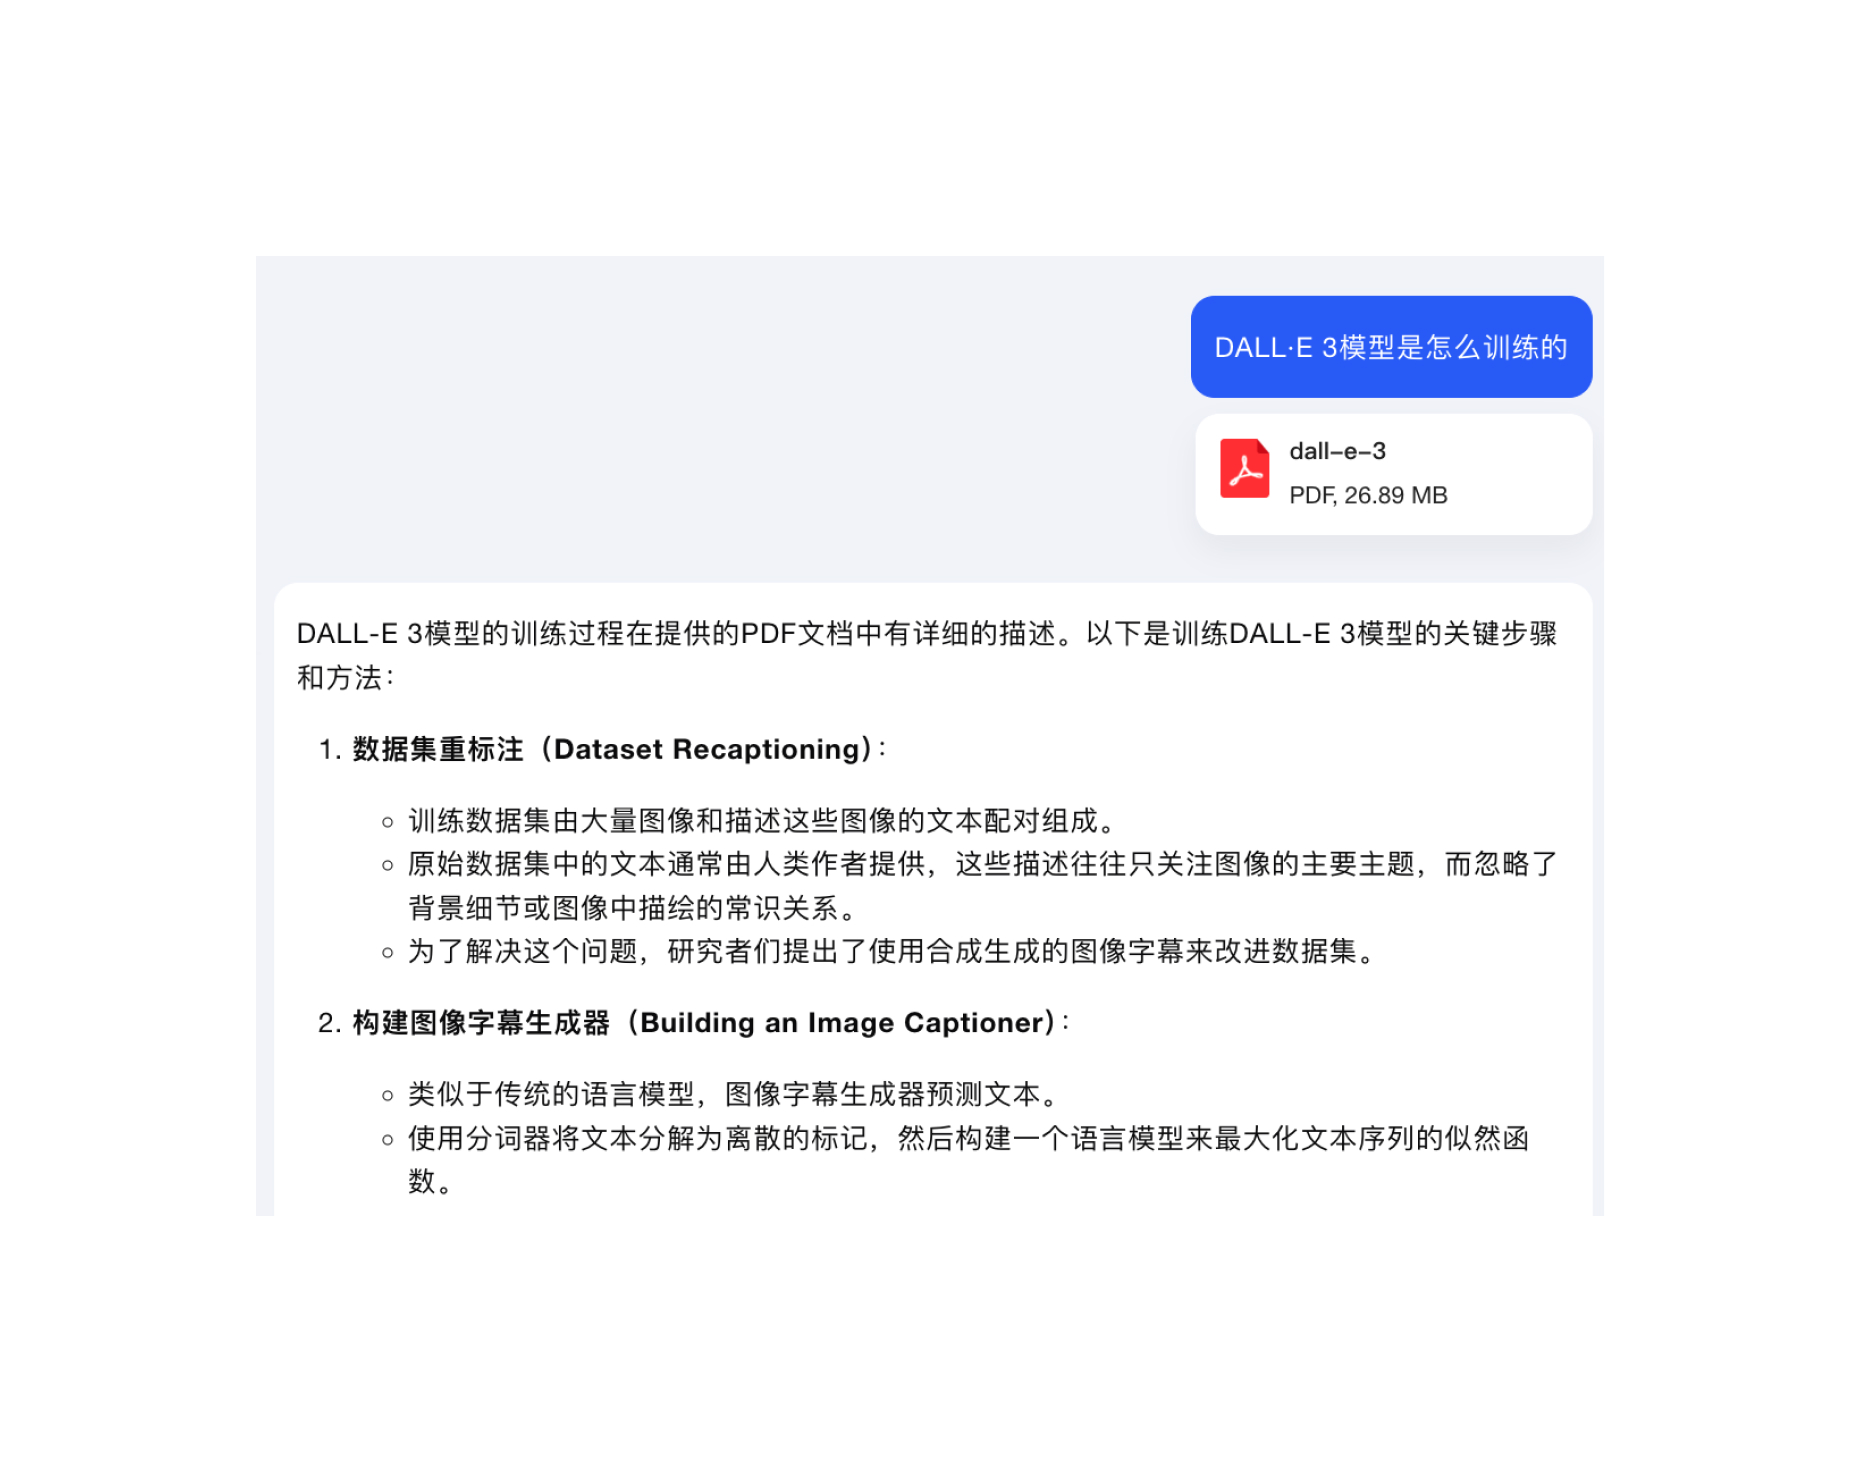 DALL·E 3模型是怎么训练的
dall-e-3
PDF, 26.89 MB
DALL-E 3模型的训练过程在提供的PDF文档中有详细的描述。以下是训练DALL-E 3模型的关键步骤
和方法：
1. 数据集重标注（Dataset Recaptioning）：
◦ 训练数据集由大量图像和描述这些图像的文本配对组成。
◦ 原始数据集中的文本通常由人类作者提供，这些描述往往只关注图像的主要主题，而忽略了
背景细节或图像中描绘的常识关系。
◦ 为了解决这个问题，研究者们提出了使用合成生成的图像字幕来改进数据集。
2. 构建图像字幕生成器（Building an Image Captioner）：
◦ 类似于传统的语言模型，图像字幕生成器预测文本。
◦ 使用分词器将文本分解为离散的标记，然后构建一个语言模型来最大化文本序列的似然函
数。